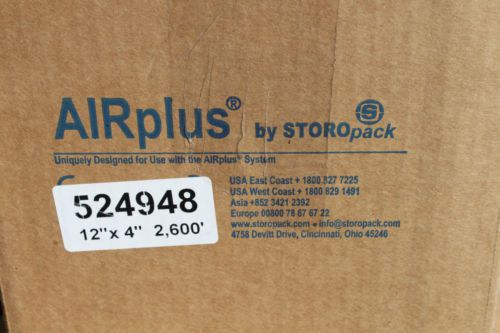 AIRplus® by STOROpack
Uniquely Designed for Use with the AIRplus® System
USA East Coast + 1800 827 7225
USA West Coast + 1800 829 1491
Asia +852 3421 2392
Europe 00800 78 67 67 22
www.storopack.com • info@storopack.com
4758 Devitt Drive, Cincinnati, Ohio 45246
524948
12"x 4" 2,600'